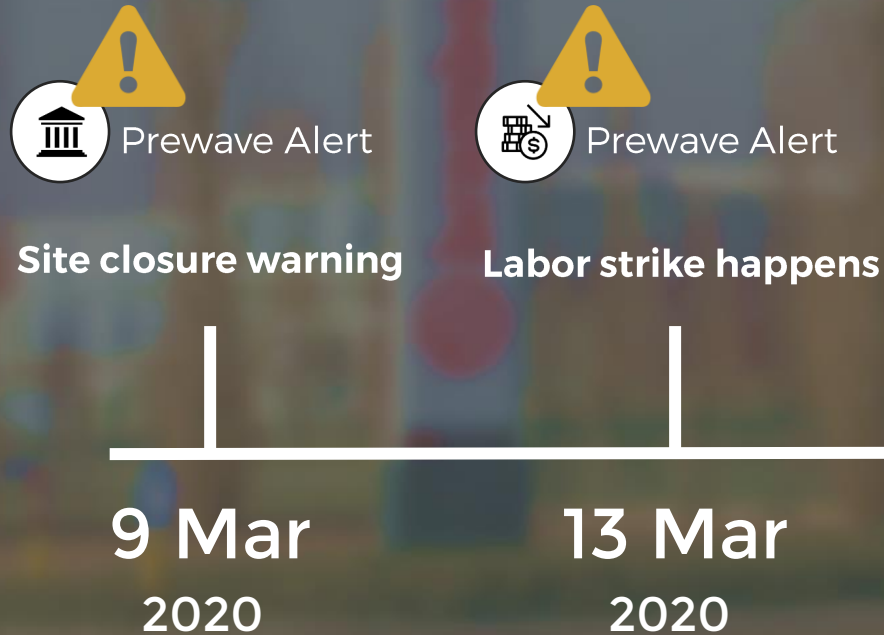 Prewave Alert
Site closure warning
9 Mar
2020
Prewave Alert
Labor strike happens
13 Mar
2020